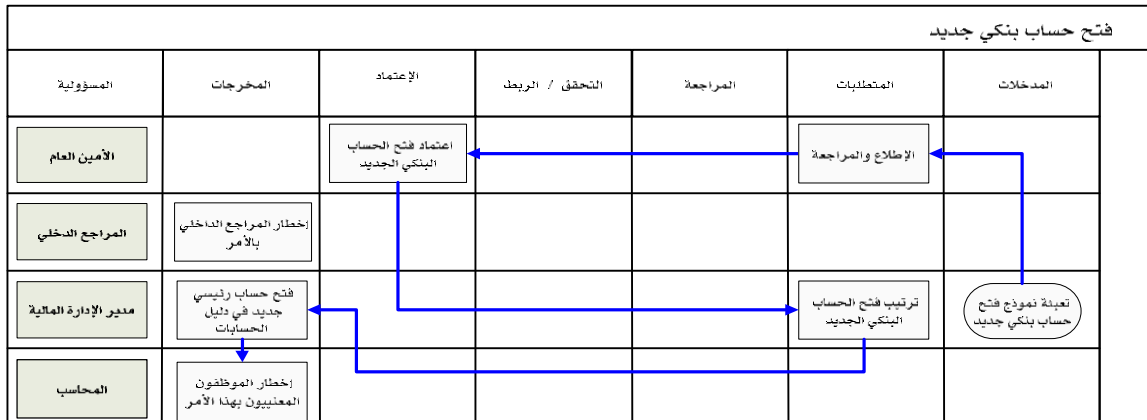 فتح حساب بنكي جديد
المدخلات
المتطلبات
المراجعة
التحقق / الربط
الإعتماد
المخرجات
المسؤولية
الإطلاع والمراجعة
اعتماد فتح الحساب
البنكي الجديد
الأمين العام
إخطار المراجع الداخلي
بالأمر
المراجع الدخلي
تعبئة نموذج فتح
حساب بنكي جديد
ترتيب فتح الحساب
البنكي الجديد
فتح حساب رئيسي
جديد في دليل
الحسابات
مدير الإدارة المالية
إخطار الموظفون
المعنييون بهذا الأمر
المحاسب